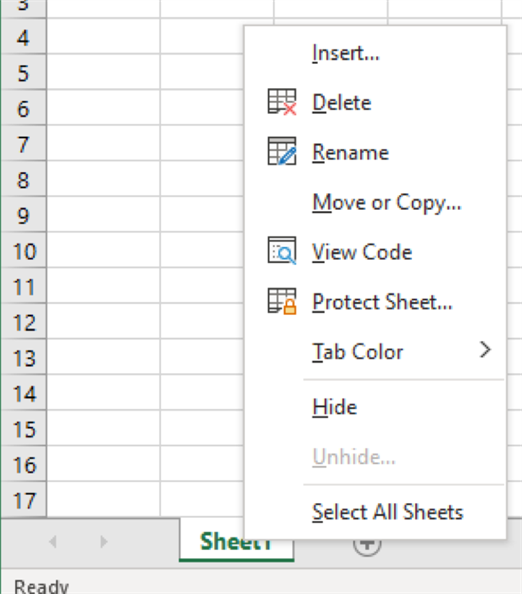 3
4
5
6
7
8
9
10
11
12
13
14
15
16
17
Insert...
Delete
Rename
Move or Copy...
View Code
Protect Sheet...
Tab Color
Hide
Unhide...
Select All Sheets
Sheet1
Ready